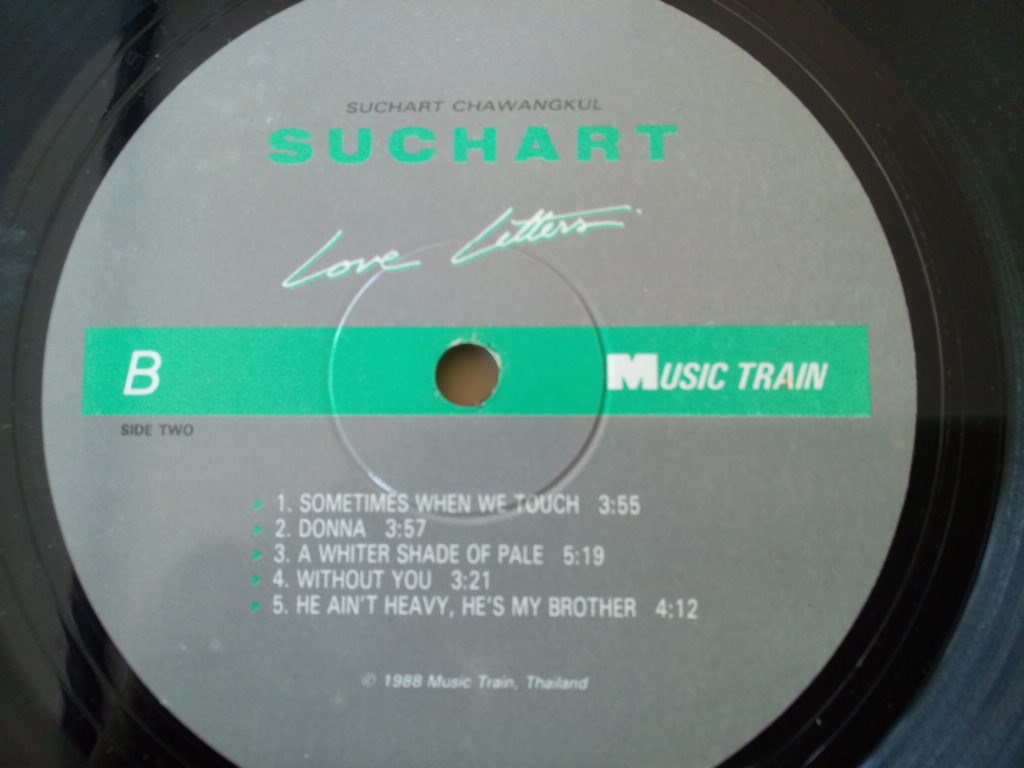 SUCHART CHAWANGKUL
SUCHART
Love Letters
B
MUSIC TRAIN
SIDE TWO
1. SOMETIMES WHEN WE TOUCH 3:55
2. DONNA 3:57
3. A WHITER SHADE OF PALE 5:19
4. WITHOUT YOU 3:21
5. HE AIN'T HEAVY, HE'S MY BROTHER 4:12
© 1988 Music Train, Thailand